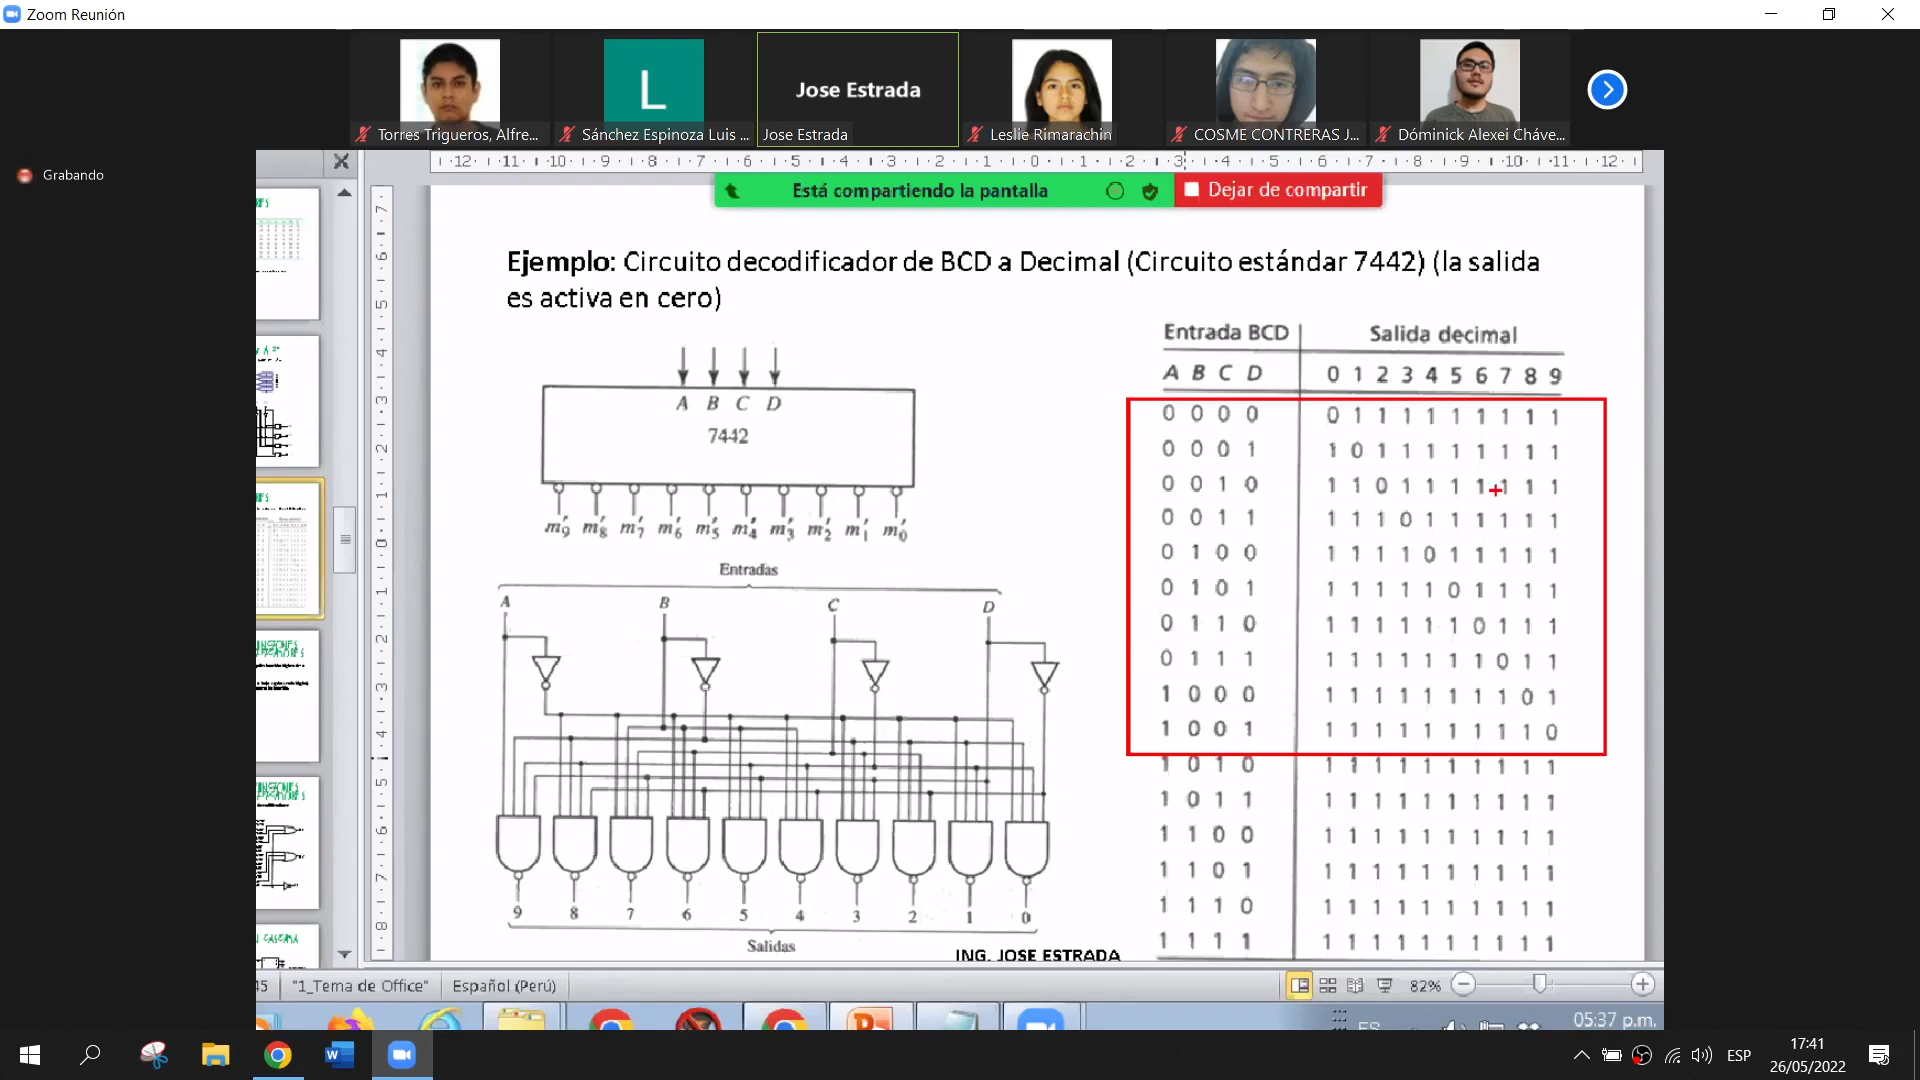 Zoom Reunión
L
Jose Estrada
Torres Trigueros, Alfre...
Sánchez Espinoza Luis ...
Jose Estrada
Leslie Rimarachin
COSME CONTRERAS J...
Dóminick Alexei Cháve...
Grabando
Está compartiendo la pantalla
Dejar de compartir
Ejemplo: Circuito decodificador de BCD a Decimal (Circuito estándar 7442) (la salida
es activa en cero)
A B C D
7442
m′9 m′8 m′7 m′6 m′5 m′4 m′3 m′2 m′1 m′0
Entradas
A B C D
9 8 7 6 5 4 3 2 1 0
Salidas
Entrada BCD Salida decimal
A B C D 0 1 2 3 4 5 6 7 8 9
0 0 0 0 0 1 1 1 1 1 1 1 1 1
0 0 0 1 1 0 1 1 1 1 1 1 1 1
0 0 1 0 1 1 0 1 1 1 1 1 1 1
0 0 1 1 1 1 1 0 1 1 1 1 1 1
0 1 0 0 1 1 1 1 0 1 1 1 1 1
0 1 0 1 1 1 1 1 1 0 1 1 1 1
0 1 1 0 1 1 1 1 1 1 0 1 1 1
0 1 1 1 1 1 1 1 1 1 1 0 1 1
1 0 0 0 1 1 1 1 1 1 1 1 0 1
1 0 0 1 1 1 1 1 1 1 1 1 1 0
1 0 1 0 1 1 1 1 1 1 1 1 1 1
1 0 1 1 1 1 1 1 1 1 1 1 1 1
1 1 0 0 1 1 1 1 1 1 1 1 1 1
1 1 0 1 1 1 1 1 1 1 1 1 1 1
1 1 1 0 1 1 1 1 1 1 1 1 1 1
1 1 1 1 1 1 1 1 1 1 1 1 1 1
ING. JOSE ESTRADA
45 "1_Tema de Office" Español (Perú) 82%
ES 05:37 p.m.
ESP
17:41
26/05/2022